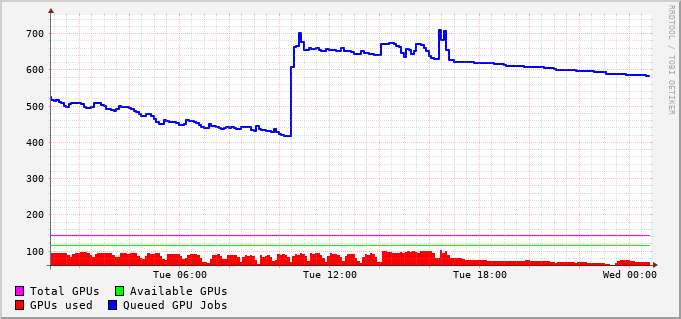 700
600
500
400
300
200
100
Tue 06:00 Tue 12:00 Tue 18:00 Wed 00:00
Total GPUs Available GPUs
GPUs used Queued GPU Jobs
RRDTOOL / TOBI OETIKER